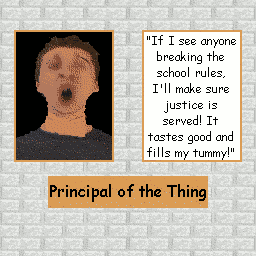 "If I see anyone
breaking the
school rules,
I'll make sure
justice is
served! It
tastes good and
fills my tummy!"
Principal of the Thing